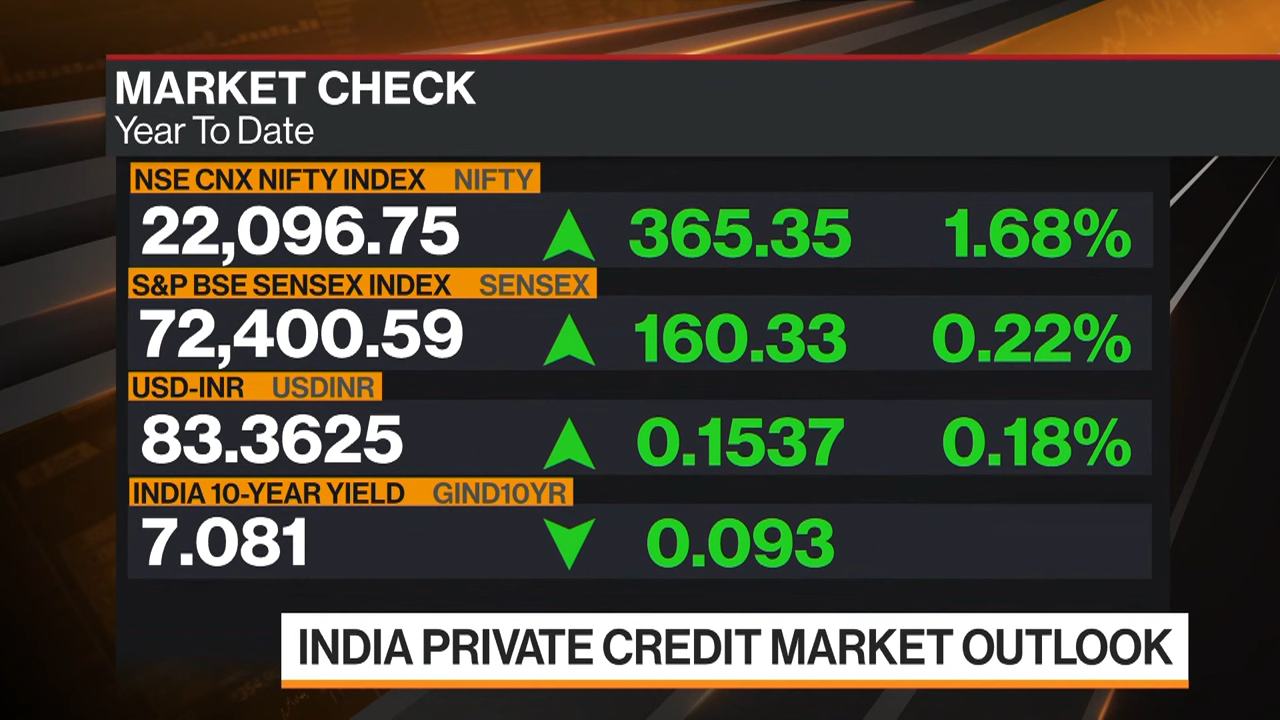 MARKET CHECK
Year To Date
NSE CNX NIFTY INDEX NIFTY
22,096.75 365.35 1.68%
S&P BSE SENSEX INDEX SENSEX
72,400.59 160.33 0.22%
USD-INR USDINR
83.3625 0.1537 0.18%
INDIA 10-YEAR YIELD GIND10YR
7.081 0.093
INDIA PRIVATE CREDIT MARKET OUTLOOK